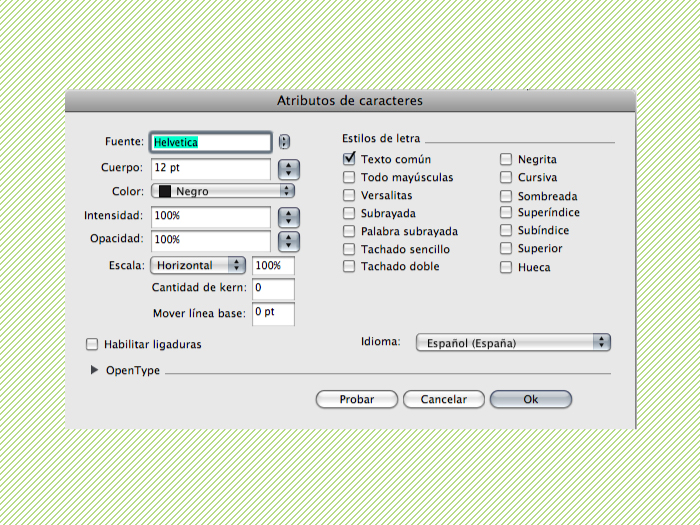 Atributos de caracteres
Fuente: Helvetica
Cuerpo: 12 pt
Color: Negro
Intensidad: 100%
Opacidad: 100%
Escala: Horizontal 100%
Cantidad de kern: 0
Mover línea base: 0 pt
Habilitar ligaduras
OpenType
Estilos de letra
Texto común
Todo mayúsculas
Versalitas
Subrayada
Palabra subrayada
Tachado sencillo
Tachado doble
Negrita
Cursiva
Sombreada
Superíndice
Subíndice
Superior
Hueca
Idioma: Español (España)
Probar
Cancelar
Ok